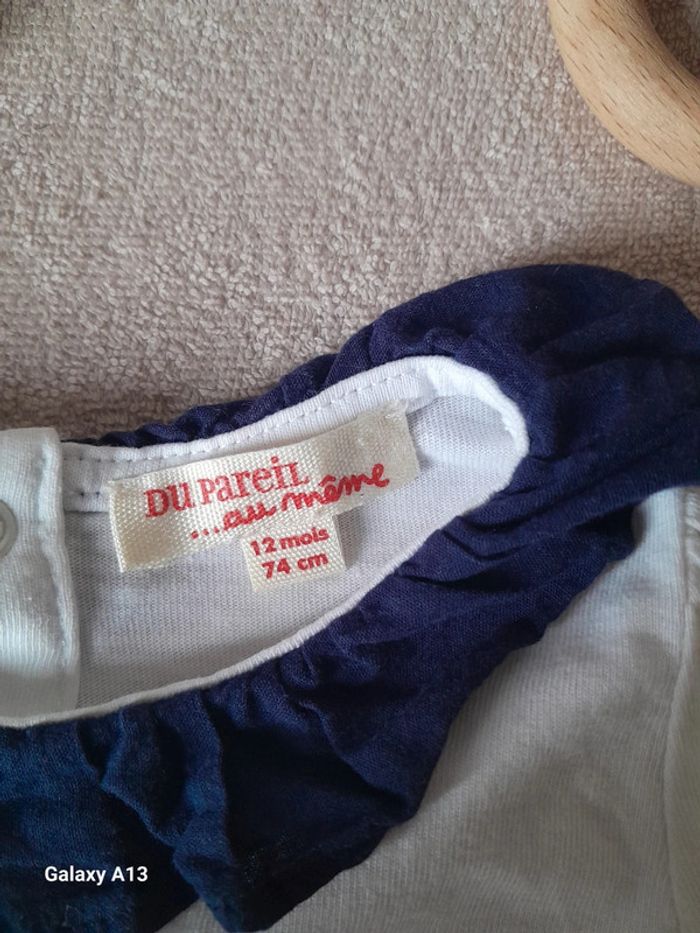 DU PAREIL
...au même
12 mois
74 cm
Galaxy A13